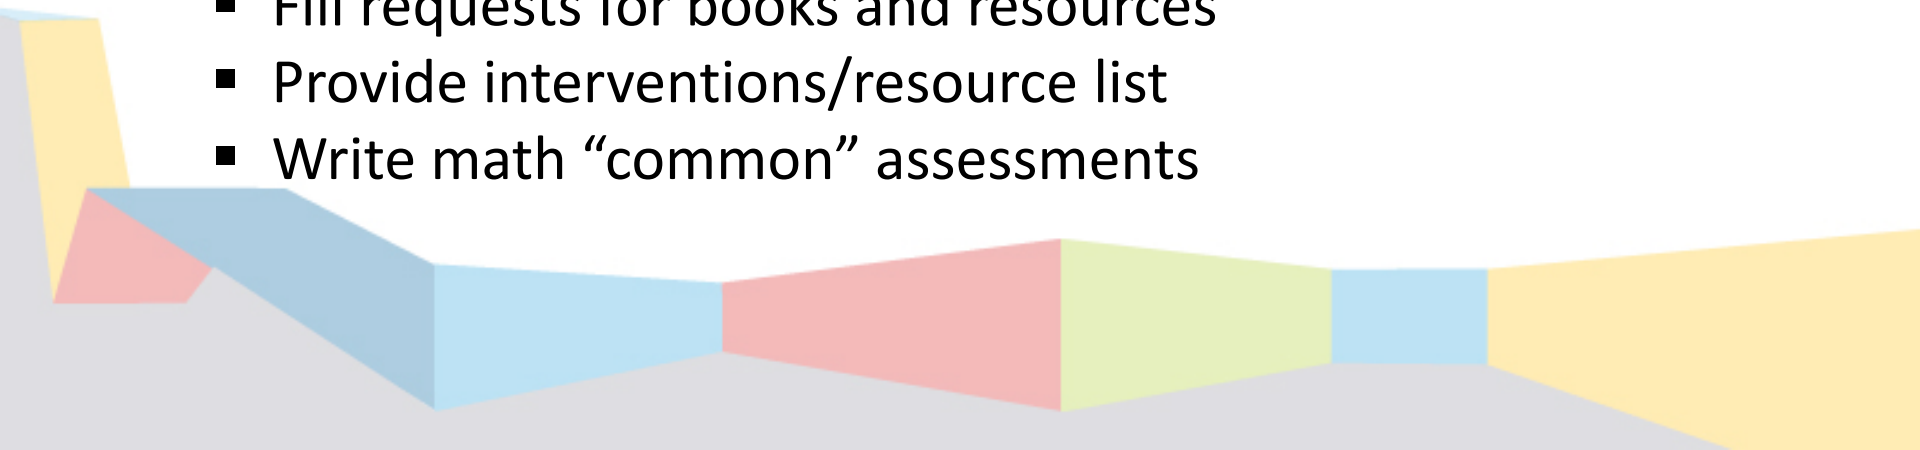 ▪ Fill requests for books and resources
▪ Provide interventions/resource list
▪ Write math “common” assessments